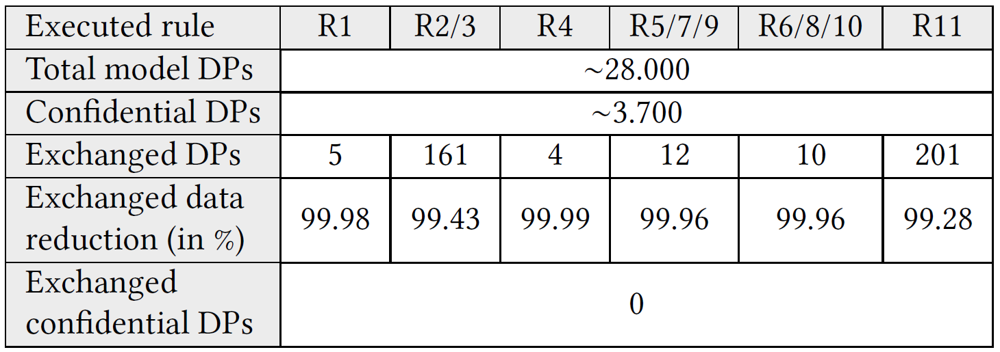 Executed rule R1 R2/3 R4 R5/7/9 R6/8/10 R11
Total model DPs ~28.000
Confidential DPs ~3.700
Exchanged DPs 5 161 4 12 10 201
Exchanged data
reduction (in %) 99.98 99.43 99.99 99.96 99.96 99.28
Exchanged
confidential DPs 0